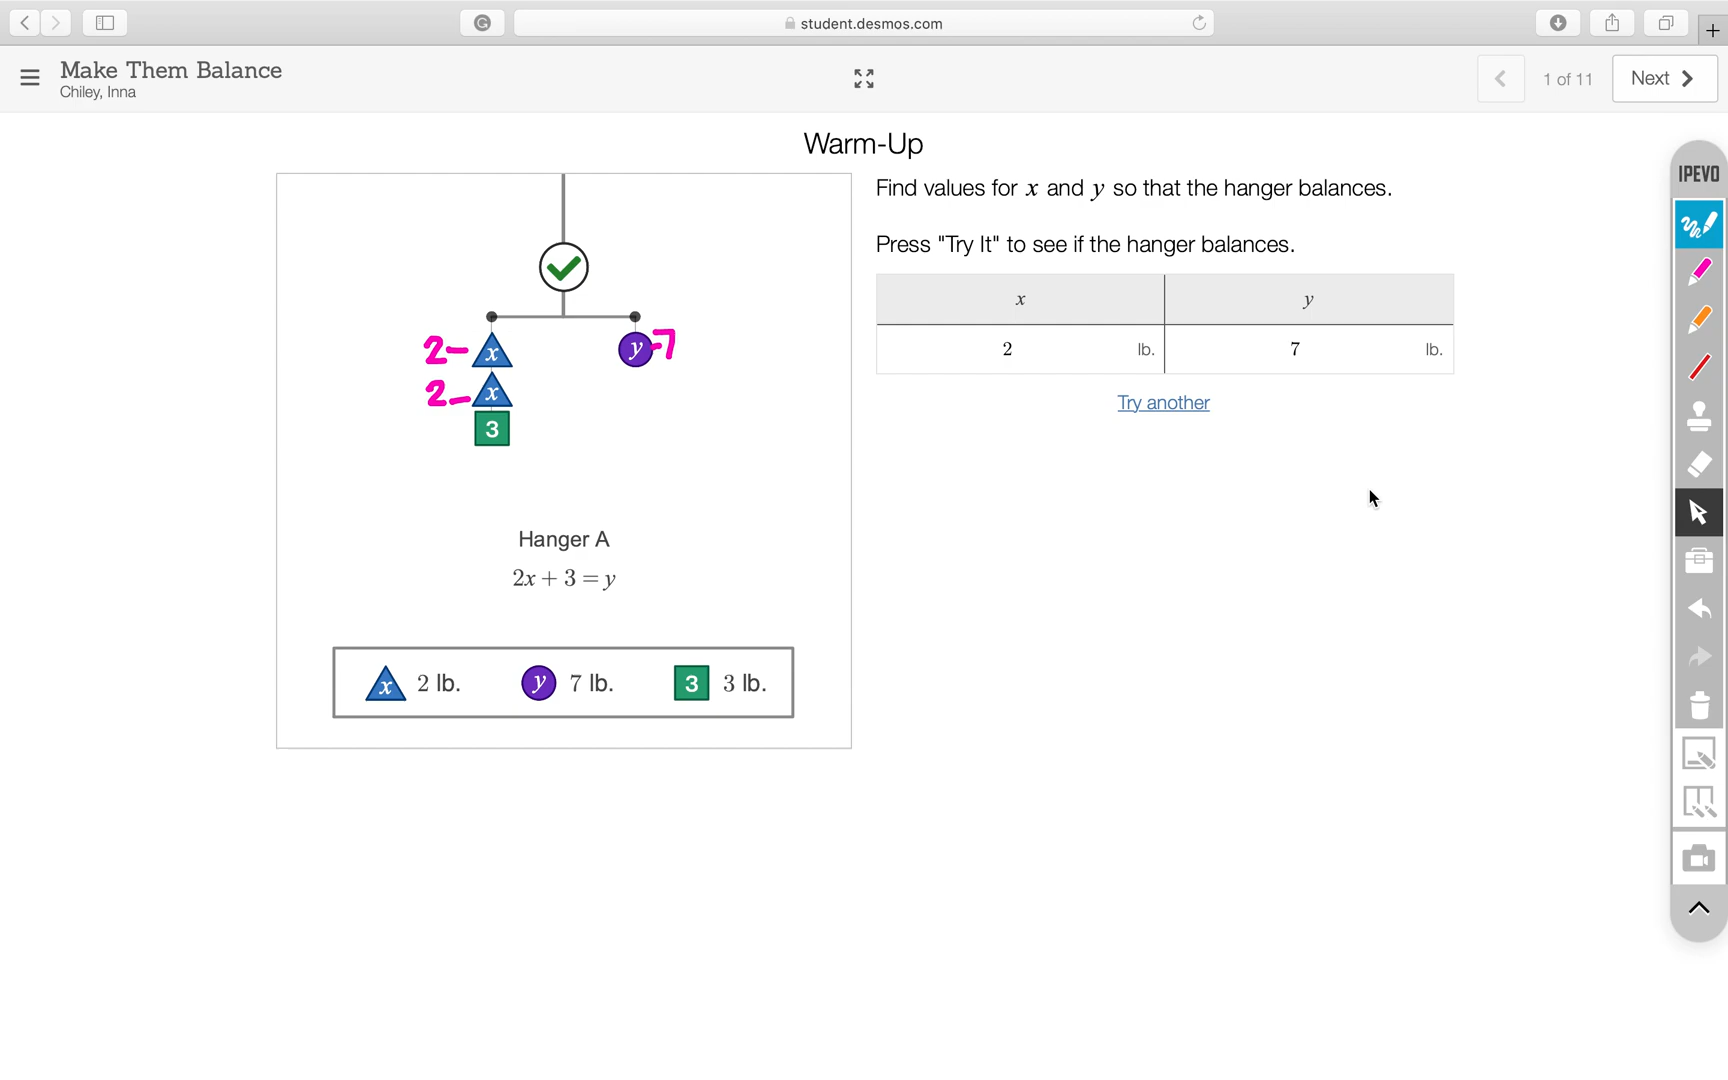 student.desmos.com
Make Them Balance
Chiley, Inna
1 of 11
Next
Warm-Up
2- x
y -7
2- x
3
Hanger A
2x + 3 = y
x 2 lb. y 7 lb. 3 3 lb.
Find values for x and y so that the hanger balances.
Press "Try It" to see if the hanger balances.
x y
2 lb. 7 lb.
Try another
IPEVO